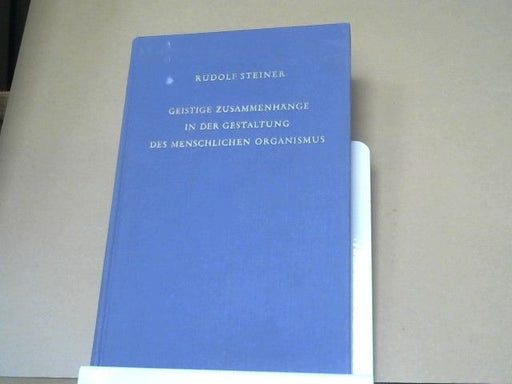 RUDOLF STEINER
GEISTIGE ZUSAMMENHÄNGE
IN DER GESTALTUNG
DES MENSCHLICHEN ORGANISMUS